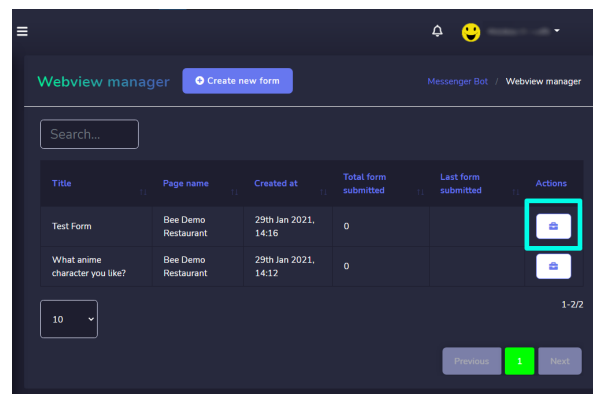 Webview manager
Create new form
Messenger Bot / Webview manager
Search...
Title
Page name
Created at
Total form
submitted
Last form
submitted
Actions
Test Form
Bee Demo
Restaurant
29th Jan 2021,
14:16
0
What anime
character you like?
Bee Demo
Restaurant
29th Jan 2021,
14:12
0
10
1-2/2
Previous
1
Next